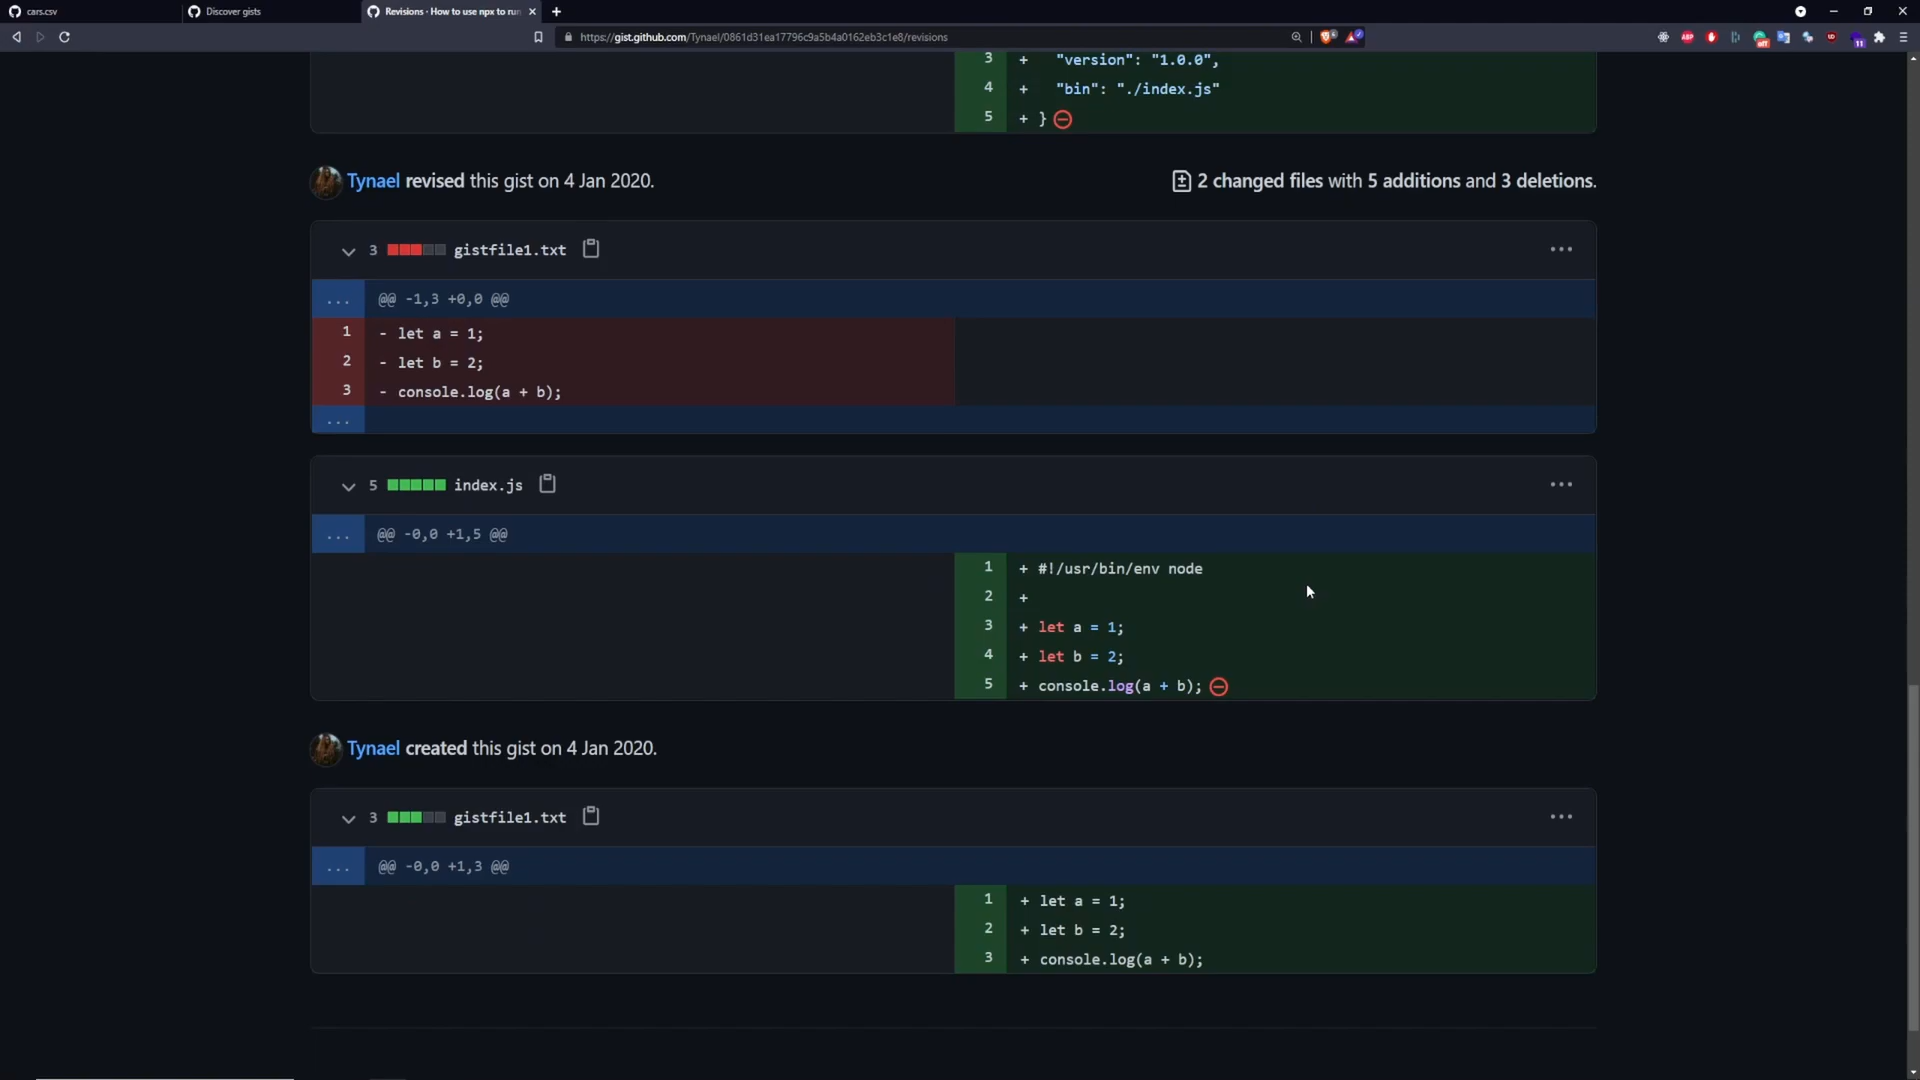 cars.csv
Discover gists
Revisions · How to use npx to run
https://gist.github.com/Tynael/0861d31ea17796c9a5b4a0162eb3c1e8/revisions
3 + "version": "1.0.0",
4 + "bin": "./index.js"
5 + }
Tynael revised this gist on 4 Jan 2020.
2 changed files with 5 additions and 3 deletions.
3 gistfile1.txt
... @@ -1,3 +0,0 @@
1 - let a = 1;
2 - let b = 2;
3 - console.log(a + b);
...
5 index.js
... @@ -0,0 +1,5 @@
1 + #!/usr/bin/env node
2 +
3 + let a = 1;
4 + let b = 2;
5 + console.log(a + b);
Tynael created this gist on 4 Jan 2020.
3 gistfile1.txt
... @@ -0,0 +1,3 @@
1 + let a = 1;
2 + let b = 2;
3 + console.log(a + b);